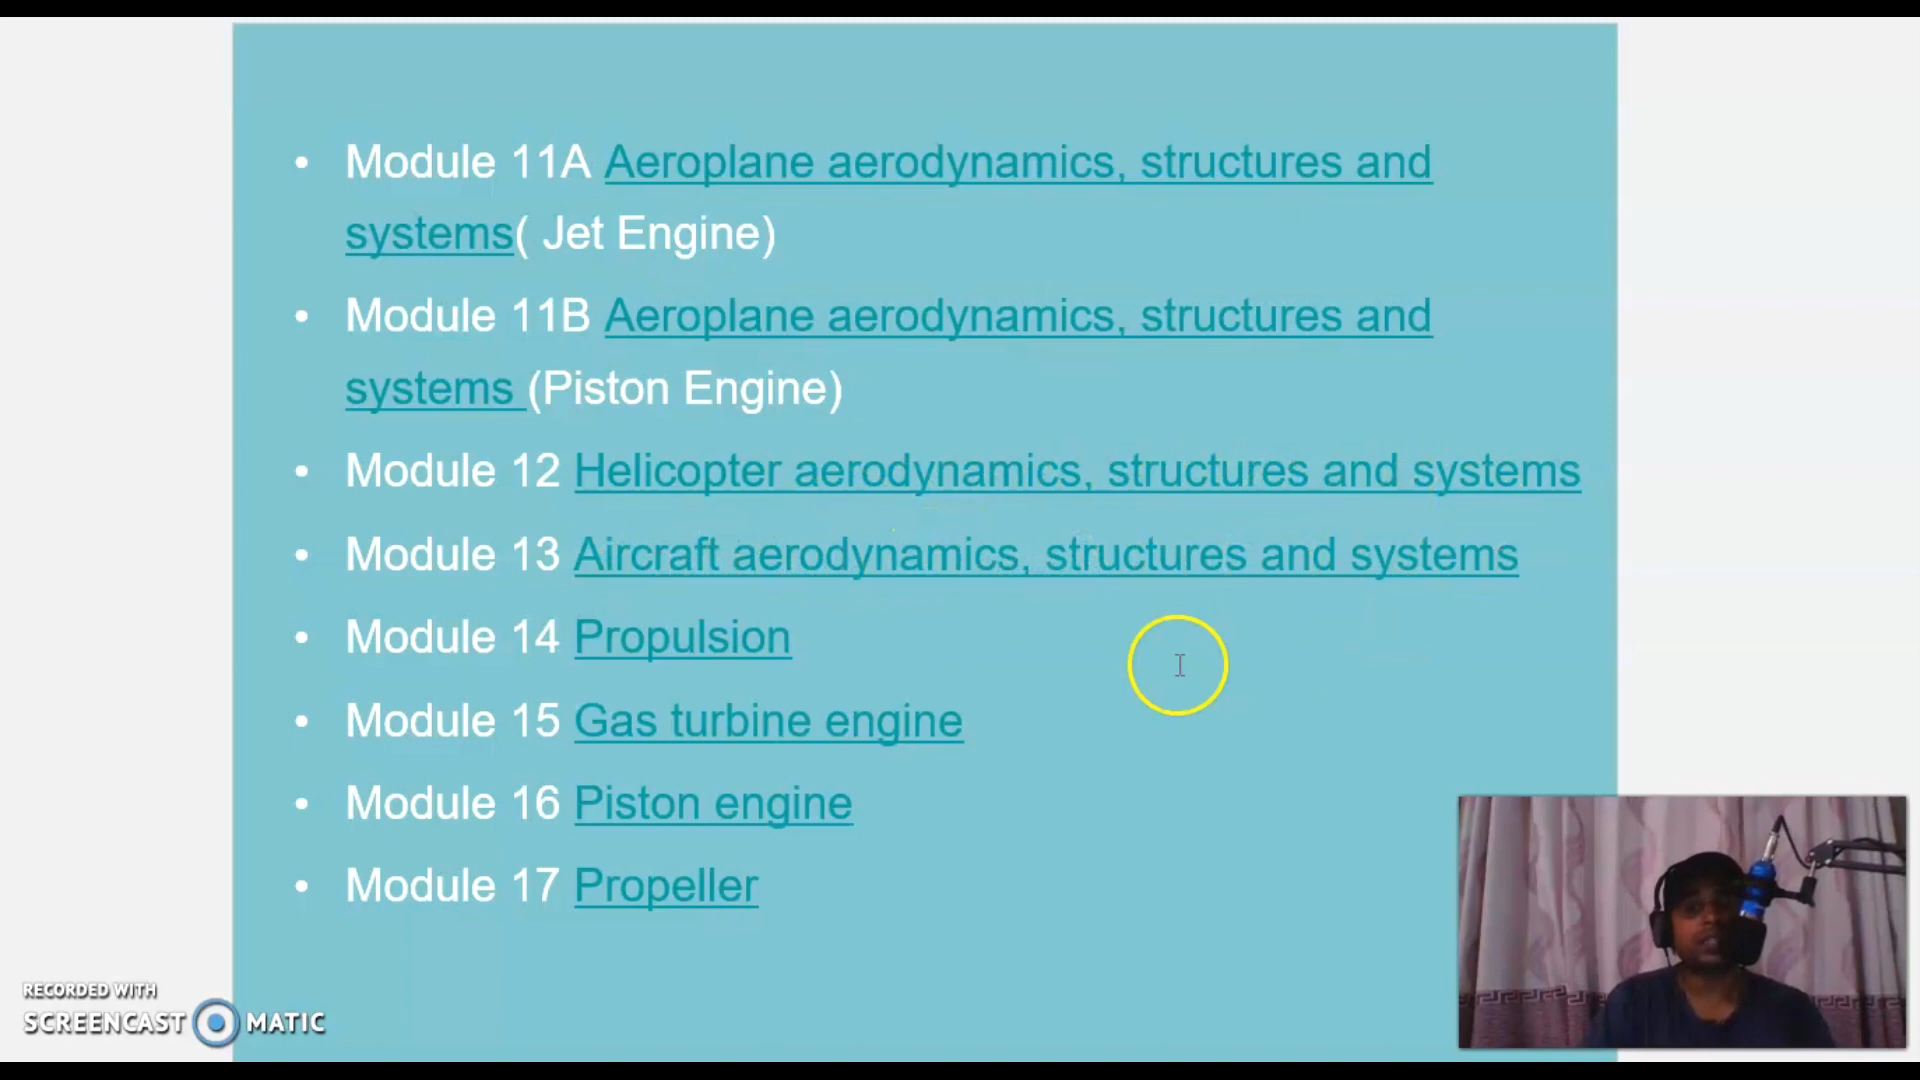 • Module 11A Aeroplane aerodynamics, structures and
systems( Jet Engine)
• Module 11B Aeroplane aerodynamics, structures and
systems (Piston Engine)
• Module 12 Helicopter aerodynamics, structures and systems
• Module 13 Aircraft aerodynamics, structures and systems
• Module 14 Propulsion
• Module 15 Gas turbine engine
• Module 16 Piston engine
• Module 17 Propeller
RECORDED WITH
SCREENCAST MATIC